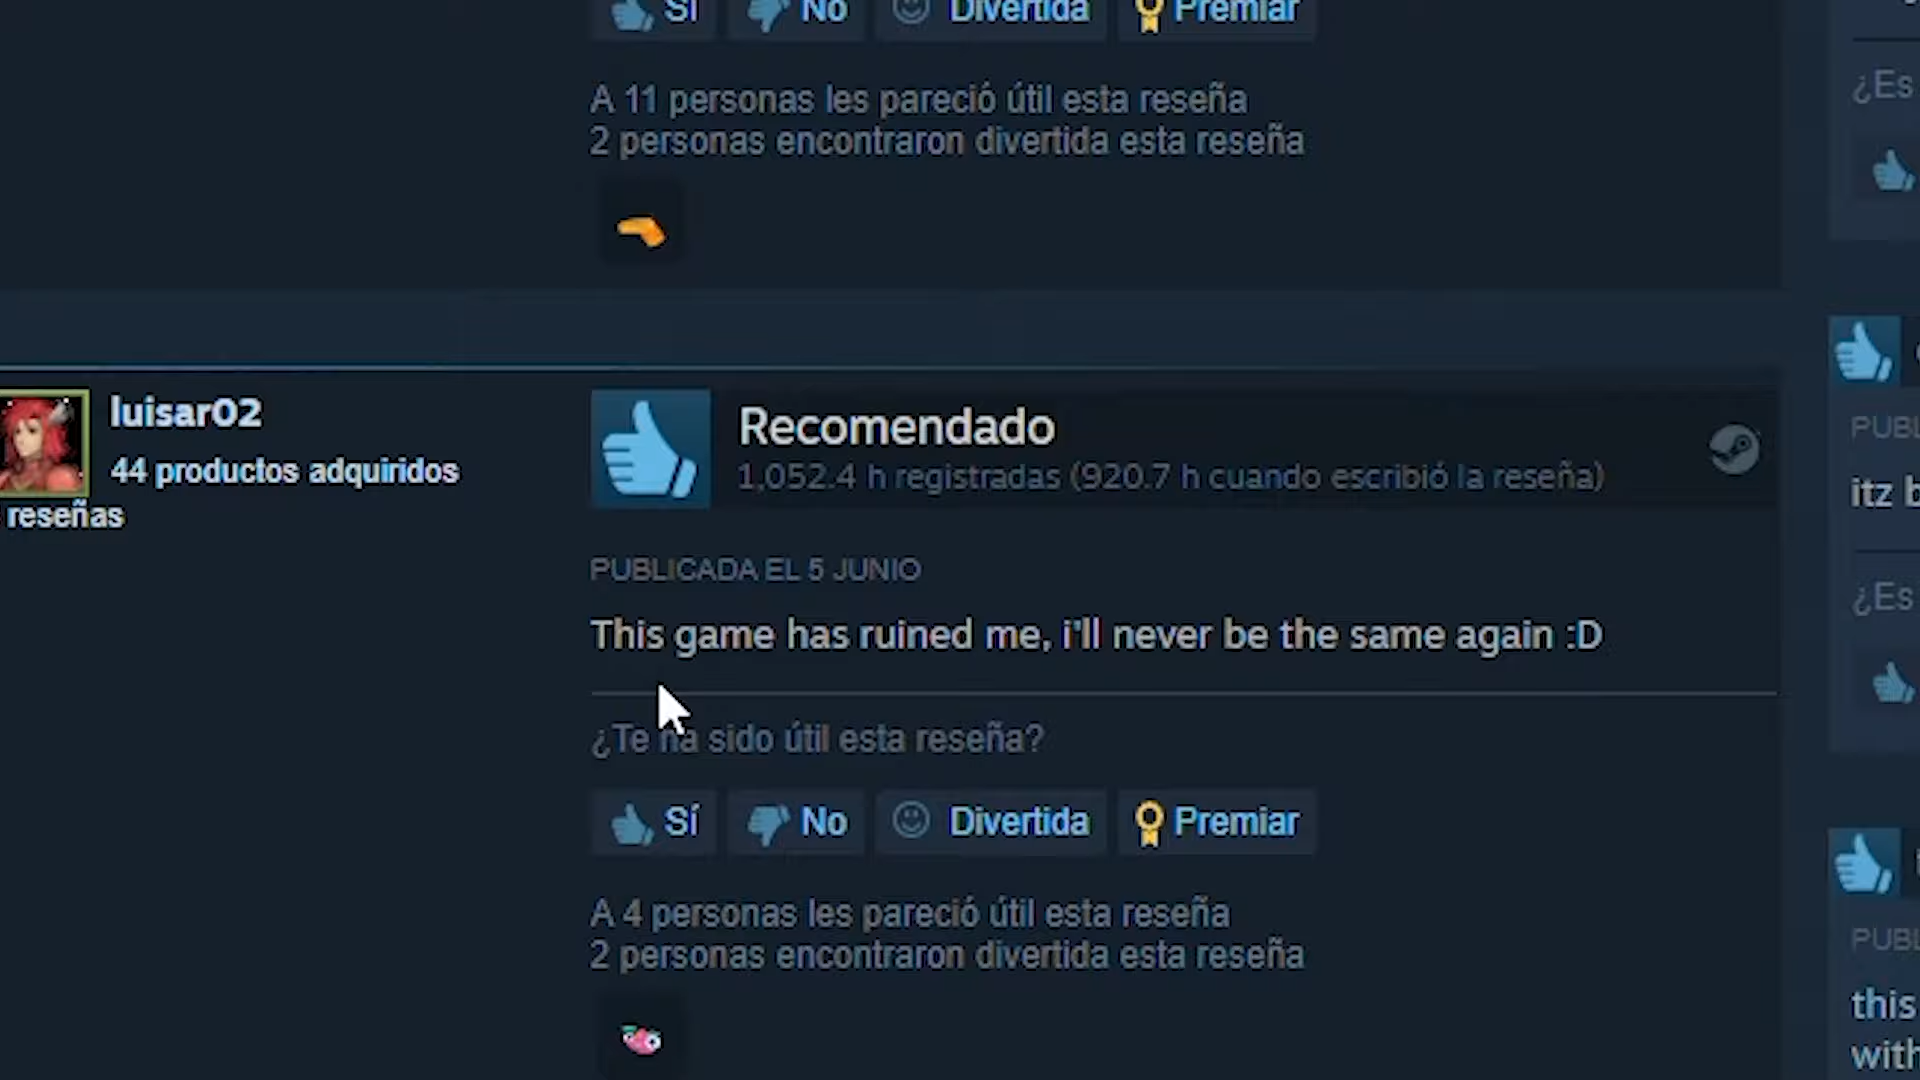 Sí No Divertida Premiar
A 11 personas les pareció útil esta reseña
2 personas encontraron divertida esta reseña
¿Es
luisar02
44 productos adquiridos
reseñas
Recomendado
1,052.4 h registradas (920.7 h cuando escribió la reseña)
PUBLICADA EL 5 JUNIO
This game has ruined me, i'll never be the same again :D
¿Te ha sido útil esta reseña?
Sí No Divertida Premiar
A 4 personas les pareció útil esta reseña
2 personas encontraron divertida esta reseña
itz
¿Es
this
with